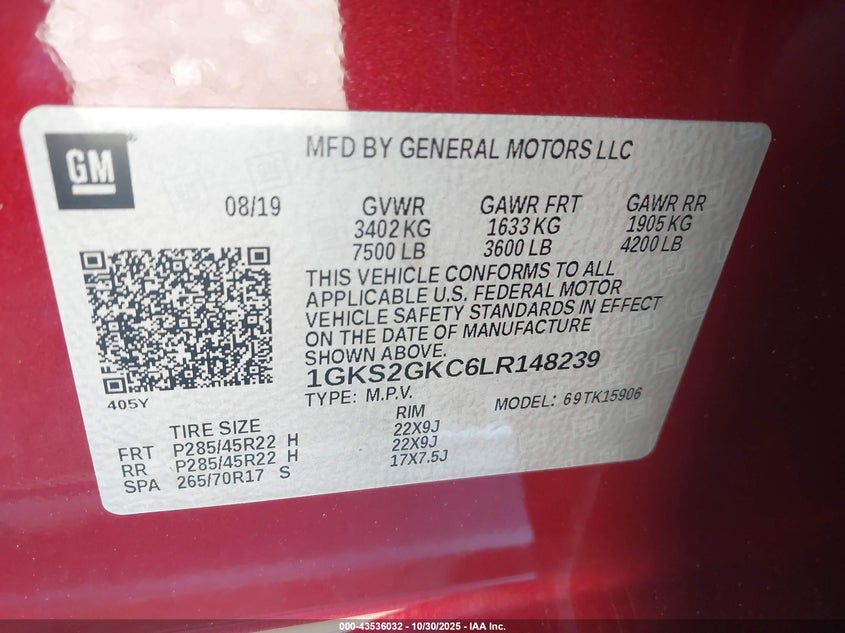 GM
MFD BY GENERAL MOTORS LLC
08/19 GVWR GAWR FRT GAWR RR
3402 KG 1633 KG 1905 KG
7500 LB 3600 LB 4200 LB
THIS VEHICLE CONFORMS TO ALL
APPLICABLE U.S. FEDERAL MOTOR
VEHICLE SAFETY STANDARDS IN EFFECT
ON THE DATE OF MANUFACTURE
SHOWN ABOVE.
1GKS2GKC6LR148239
405Y TYPE: M.P.V. MODEL: 69TK15906
TIRE SIZE RIM
FRT P285/45R22 H 22X9J
RR P285/45R22 H 22X9J
SPA 265/70R17 S 17X7.5J
000-43536032 - 10/30/2025 - IAA Inc.